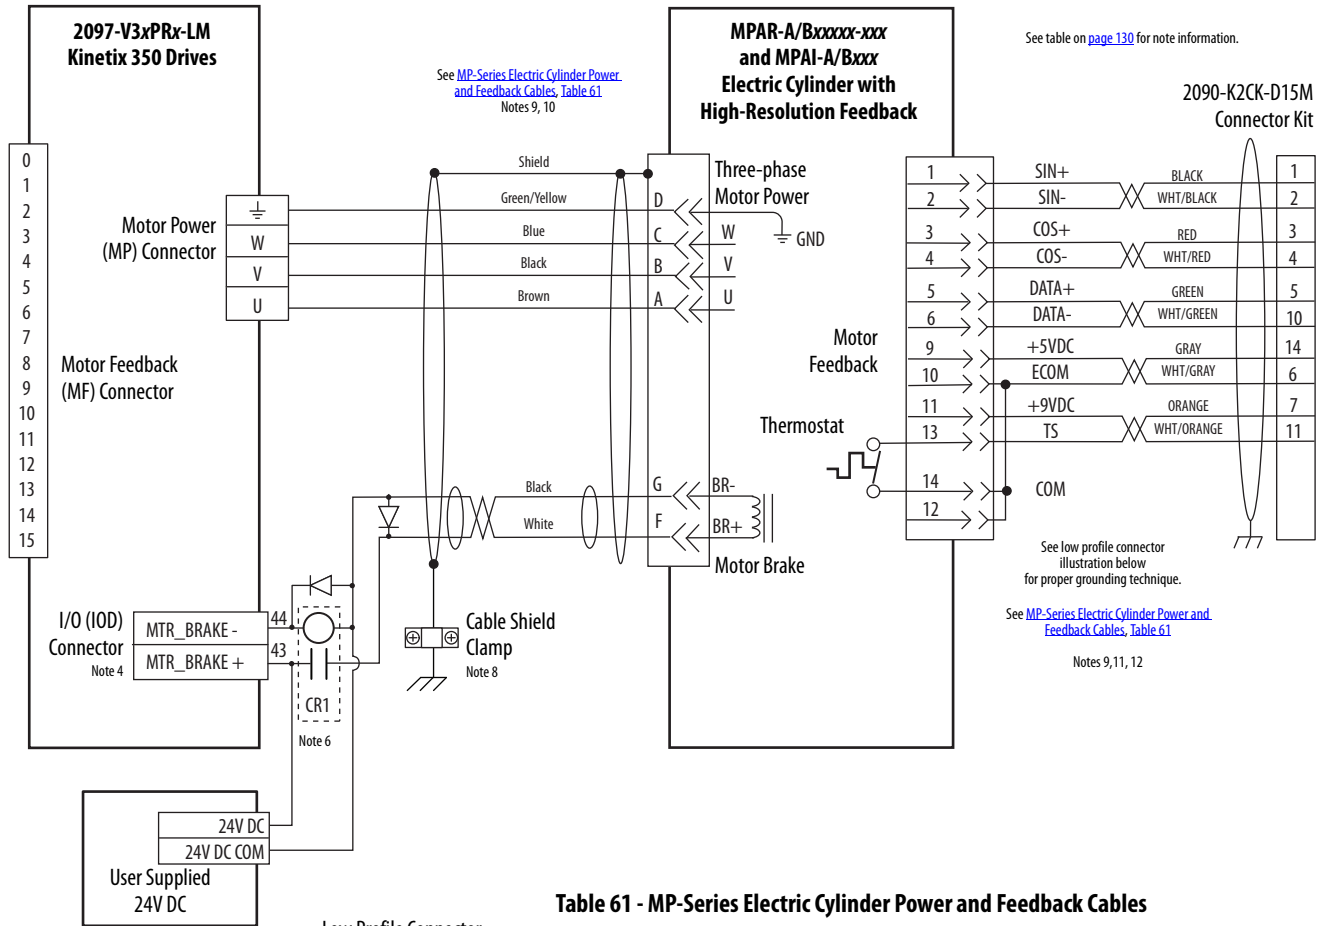 2097-V3xPRx-LM
Kinetix 350 Drives
MPAR-A/Bxxxxx-xxx
and MPAI-A/Bxxx
Electric Cylinder with
High-Resolution Feedback
See table on page 130 for note information.
See MP-Series Electric Cylinder Power
and Feedback Cables, Table 61
Notes 9, 10
2090-K2CK-D15M
Connector Kit
0
1
2
3
4
5
6
7
8
9
10
11
12
13
14
15
Motor Power
(MP) Connector
W
V
U
Motor Feedback
(MF) Connector
Shield
Green/Yellow
Blue
Black
Brown
D
C
B
A
Three-phase
Motor Power
W
V
U
GND
Motor
Feedback
Thermostat
1 SIN+ BLACK 1
2 SIN- WHT/BLACK 2
3 COS+ RED 3
4 COS- WHT/RED 4
5 DATA+ GREEN 5
6 DATA- WHT/GREEN 10
9 +5VDC GRAY 14
10 ECOM WHT/GRAY 6
11 +9VDC ORANGE 7
13 TS WHT/ORANGE 11
14 COM
12
Black
White
G
F
BR-
BR+
Motor Brake
See low profile connector
illustration below
for proper grounding technique.
See MP-Series Electric Cylinder Power and
Feedback Cables, Table 61
Notes 9,11, 12
I/O (IOD)
Connector
Note 4
MTR_BRAKE -
MTR_BRAKE +
44
43
CR1
Note 6
Cable Shield
Clamp
Note 8
24V DC
24V DC COM
User Supplied
24V DC
Table 61 - MP-Series Electric Cylinder Power and Feedback Cables
Low Profile Connector